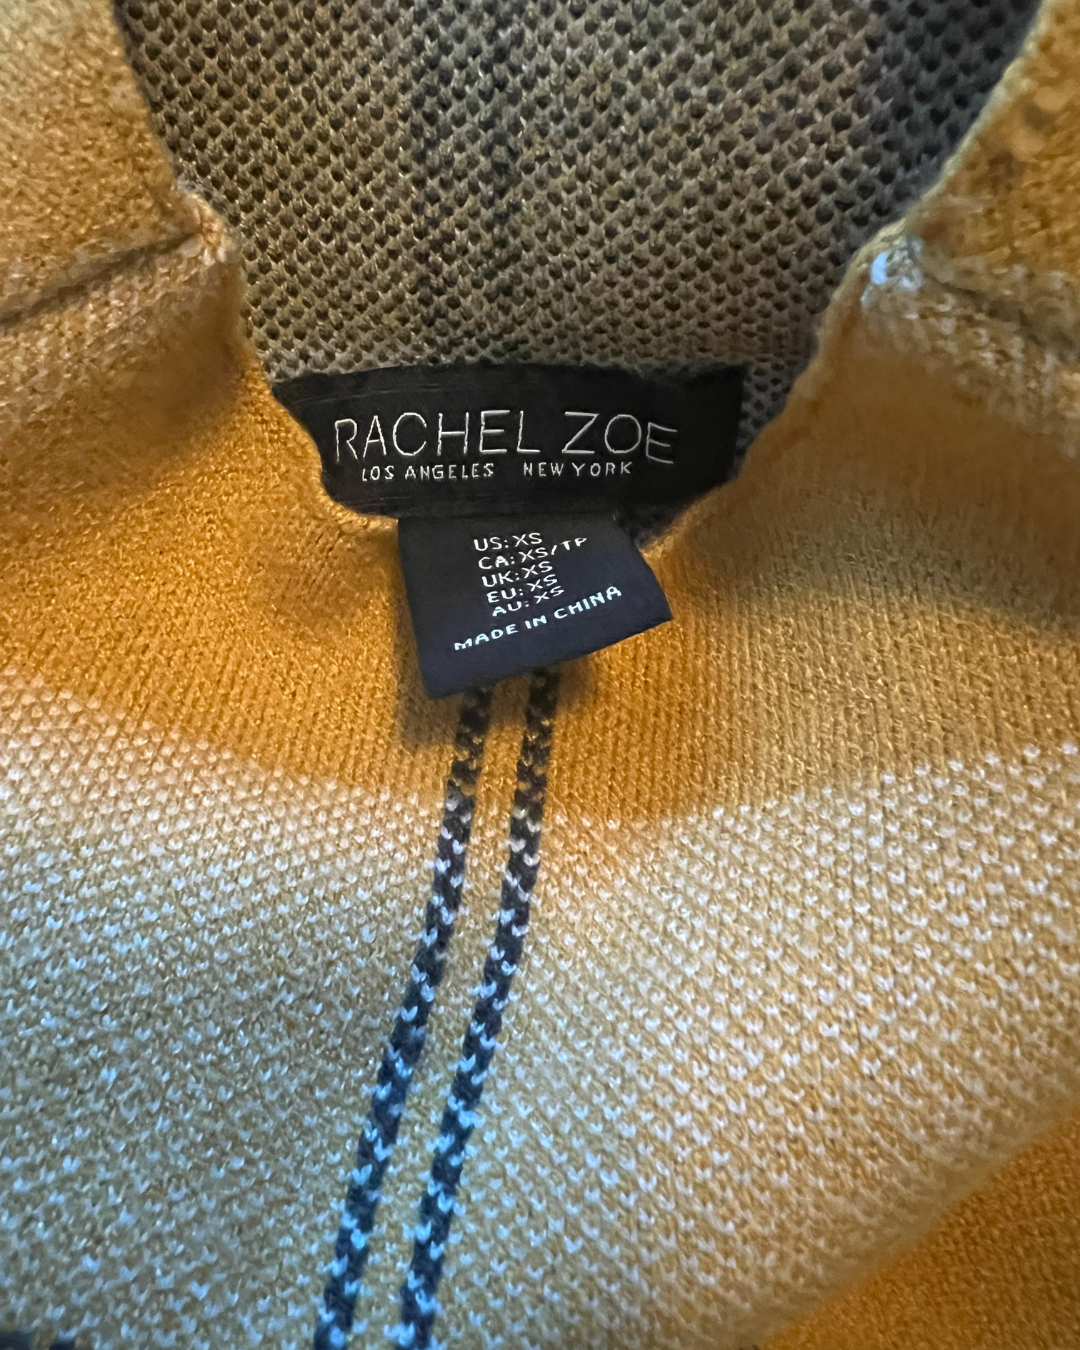 RACHEL ZOE
LOS ANGELES NEW YORK
US: XS
CA: XS/TP
UK: XS
EU: XS
AU: XS
MADE IN CHINA